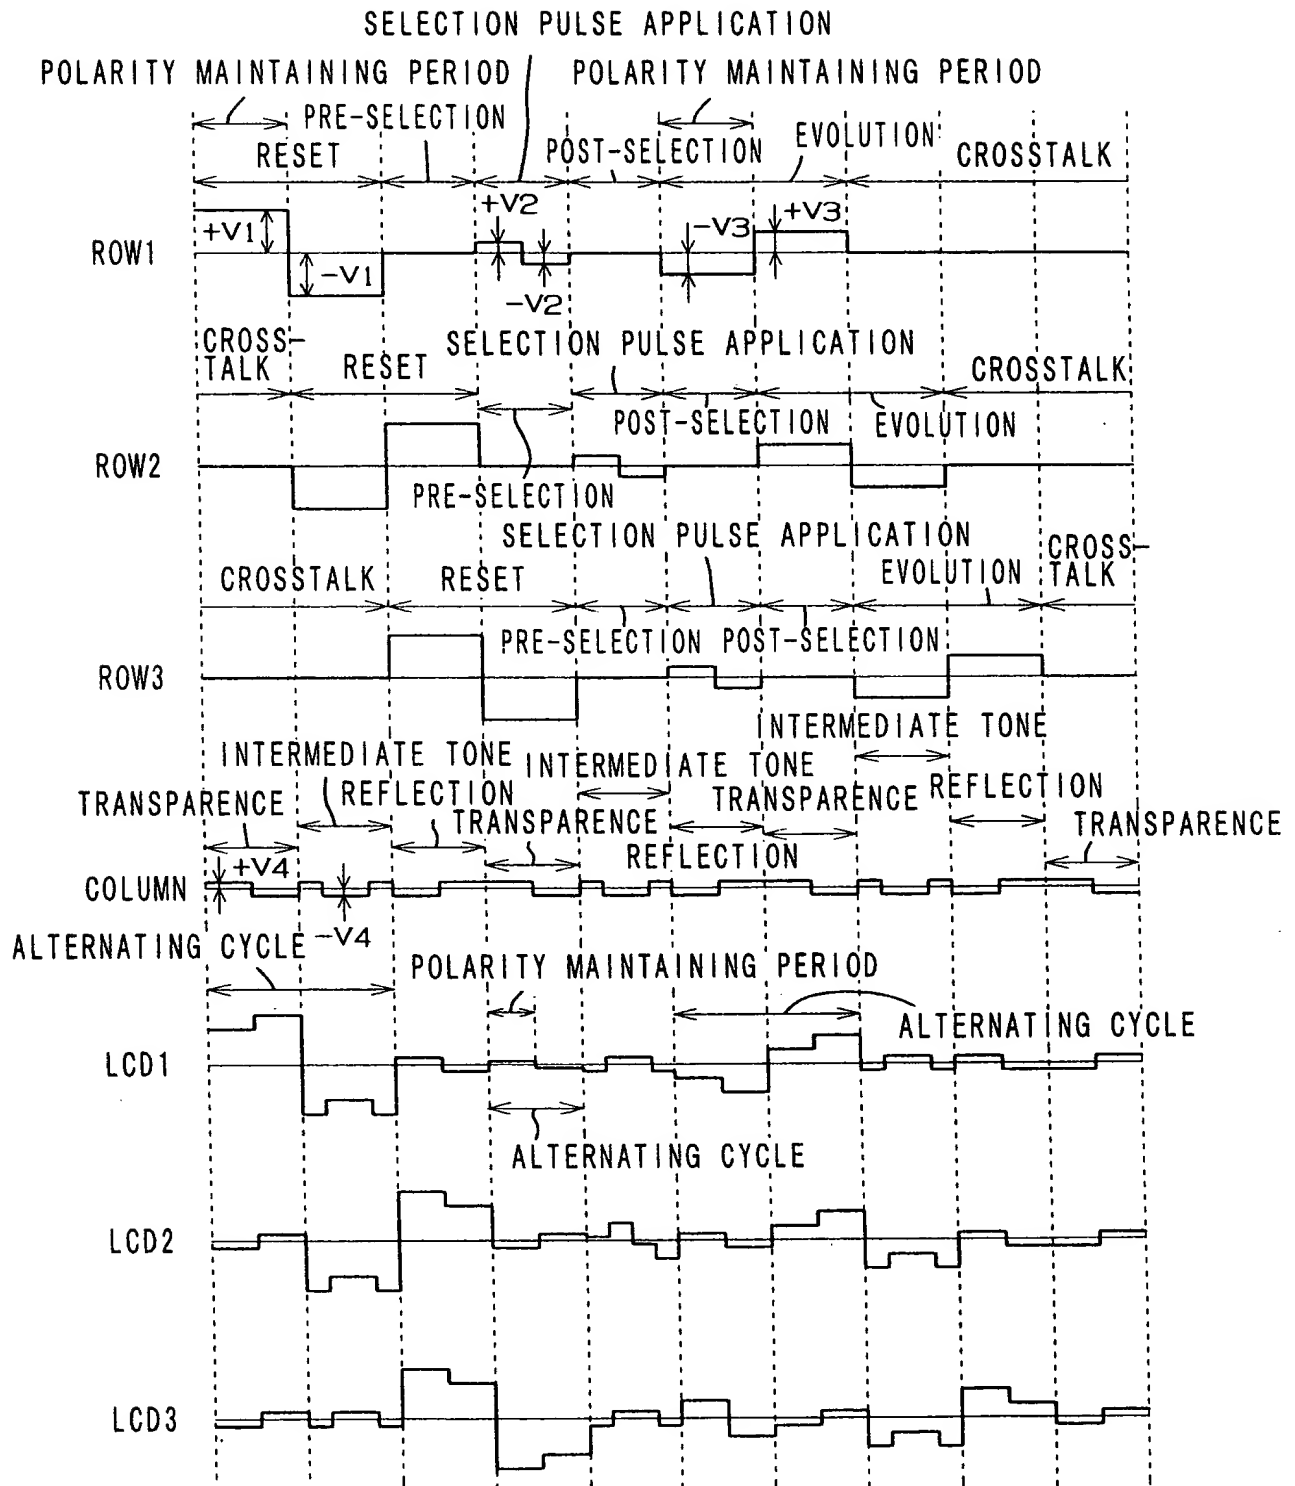 SELECTION PULSE APPLICATION
POLARITY MAINTAINING PERIOD
POLARITY MAINTAINING PERIOD
PRE-SELECTION
EVOLUTION
RESET
POST-SELECTION
CROSSTALK
+V2
+V1
-V3
+V3
ROW1
-V1
-V2
CROSS-
TALK
SELECTION PULSE APPLICATION
RESET
CROSSTALK
POST-SELECTION
EVOLUTION
ROW2
PRE-SELECTION
SELECTION PULSE APPLICATION
CROSS-
TALK
CROSSTALK
RESET
EVOLUTION
PRE-SELECTION
POST-SELECTION
ROW3
INTERMEDIATE TONE
INTERMEDIATE TONE
INTERMEDIATE TONE
REFLECTION
REFLECTION
TRANSPARENCE
TRANSPARENCE
TRANSPARENCE
TRANSPARENCE
REFLECTION
+V4
COLUMN
-V4
ALTERNATING CYCLE
POLARITY MAINTAINING PERIOD
ALTERNATING CYCLE
LCD1
ALTERNATING CYCLE
LCD2
LCD3